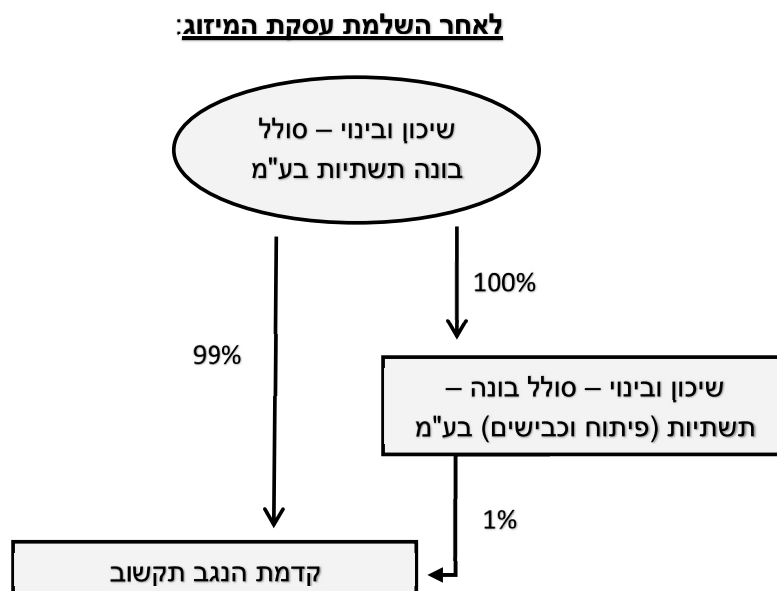 לאחר השלמת עסקת המיזוג:
שיכון ובינוי – סולל
בונה תשתיות בע"מ
100%
99%
שיכון ובינוי – סולל בונה –
תשתיות (פיתוח וכבישים) בע"מ
1%
קדמת הנגב תקשוב